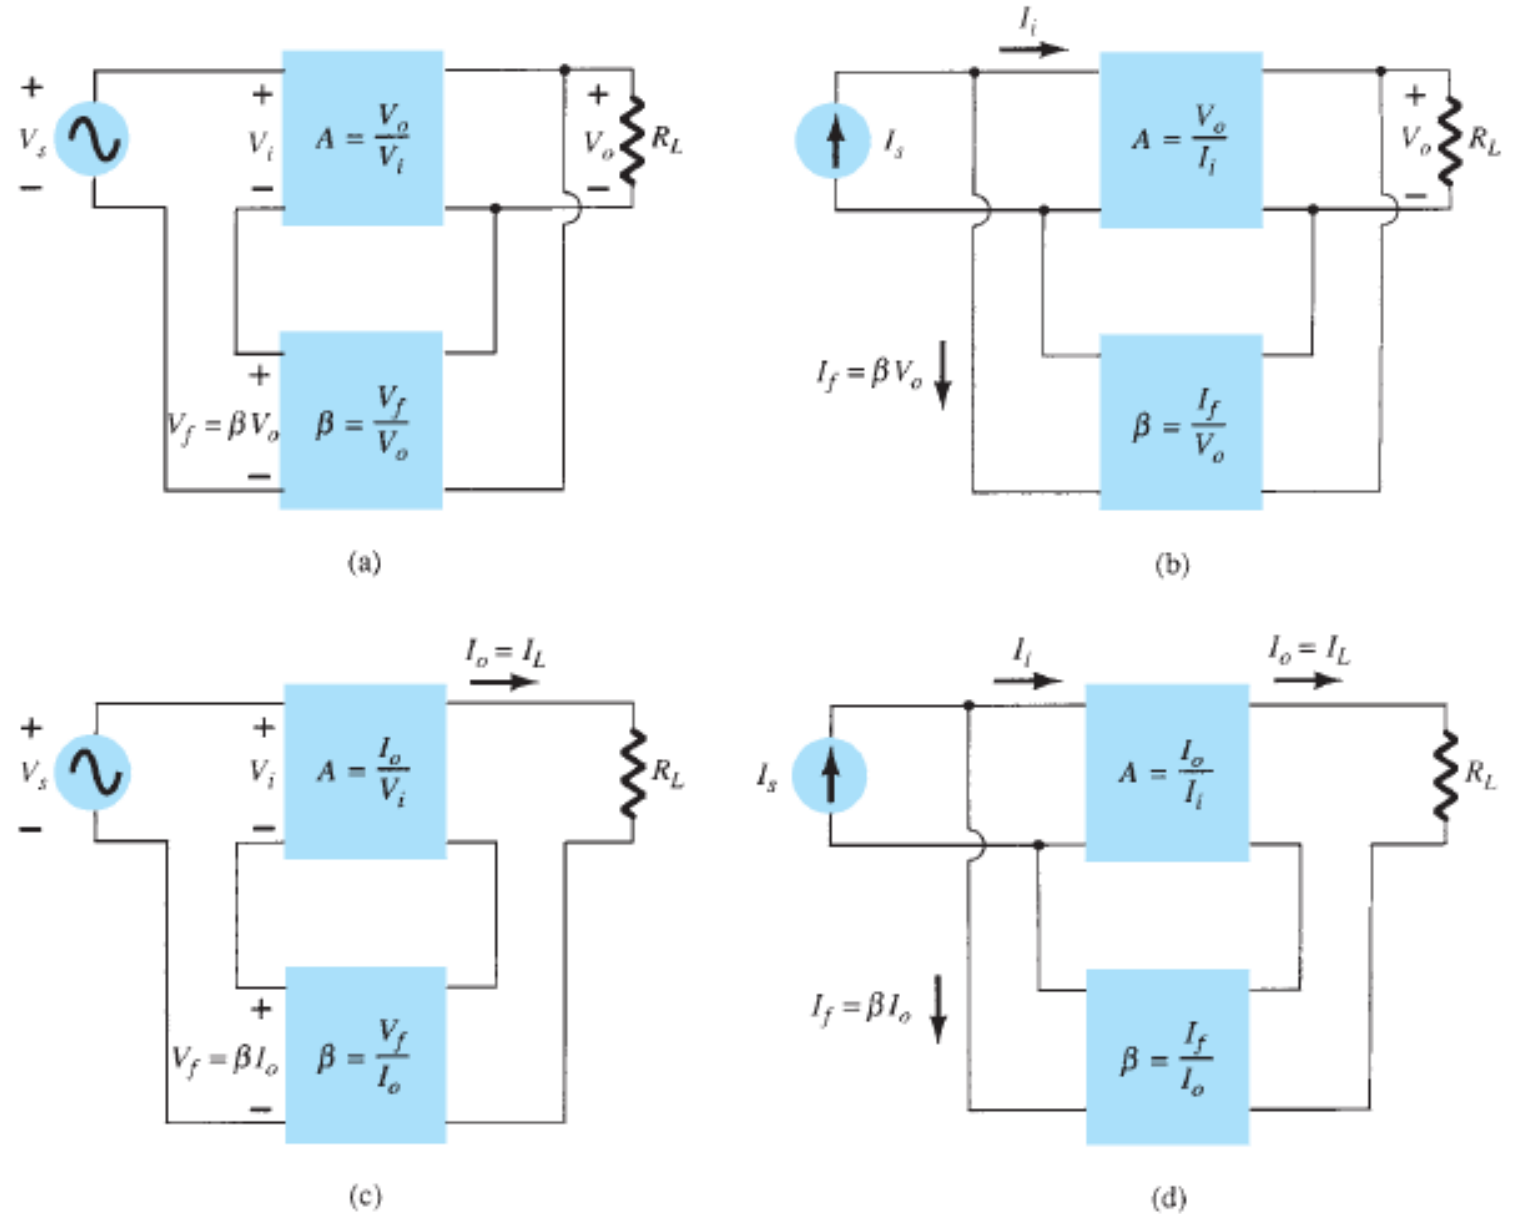 + + A = V_o/V_i + 
V_s V_i V_o R_L
− − −
+
V_f = βV_o β = V_f/V_o
−
(a)
I_i
I_s A = V_o/I_i + V_o − R_L
I_f = βV_o β = I_f/V_o
(b)
I_o = I_L
+ V_s − + V_i − A = I_o/V_i R_L
+
V_f = βI_o β = V_f/I_o
−
(c)
I_i I_o = I_L
I_s A = I_o/I_i R_L
I_f = βI_o β = I_f/I_o
(d)